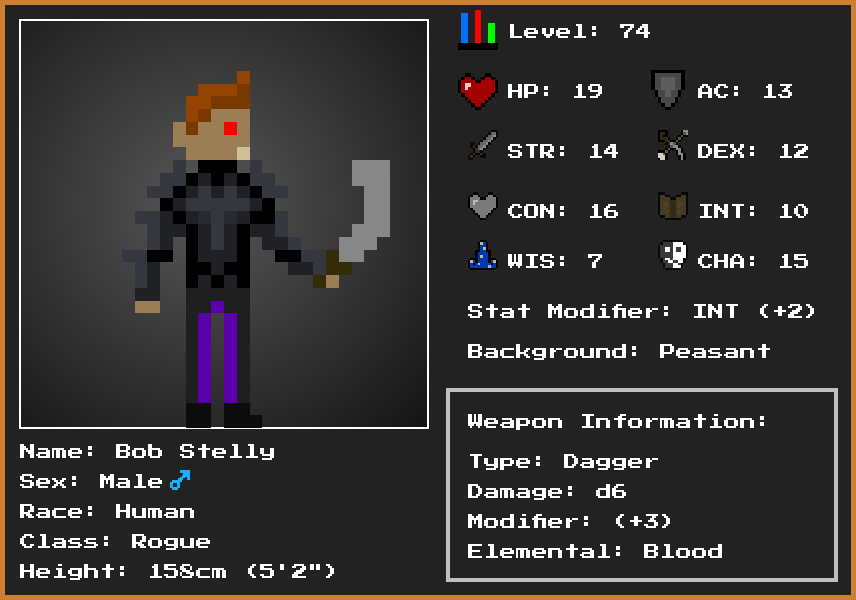 Level: 74
HP: 19
AC: 13
STR: 14
DEX: 12
CON: 16
INT: 10
WIS: 7
CHA: 15
Stat Modifier: INT (+2)
Background: Peasant
Weapon Information:
Type: Dagger
Damage: d6
Modifier: (+3)
Elemental: Blood
Name: Bob Stelly
Sex: Male♂
Race: Human
Class: Rogue
Height: 158cm (5'2")